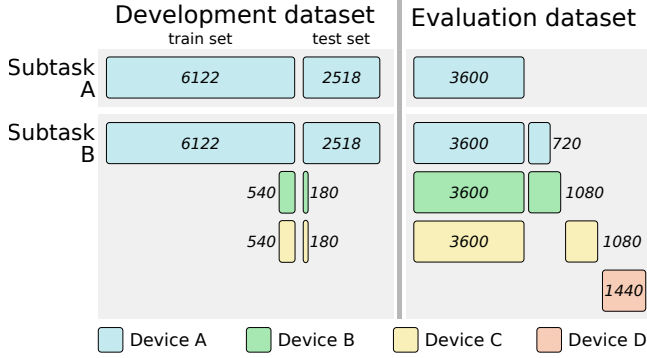 Development dataset
Evaluation dataset
train set
test set
Subtask
A
6122
2518
3600
Subtask
B
6122
2518
3600
720
540
180
3600
1080
540
180
3600
1080
1440
Device A
Device B
Device C
Device D